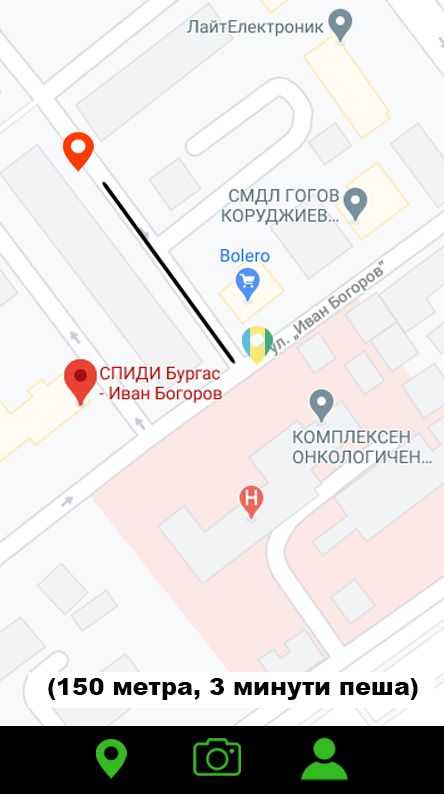 ЛайтЕлектроник
СМДЛ ГОГОВ
КОРУДЖИЕВ...
Bolero
ул. „Иван Богоров“
СПИДИ Бургас
- Иван Богоров
КОМПЛЕКСЕН
ОНКОЛОГИЧЕН...
H
(150 метра, 3 минути пеша)